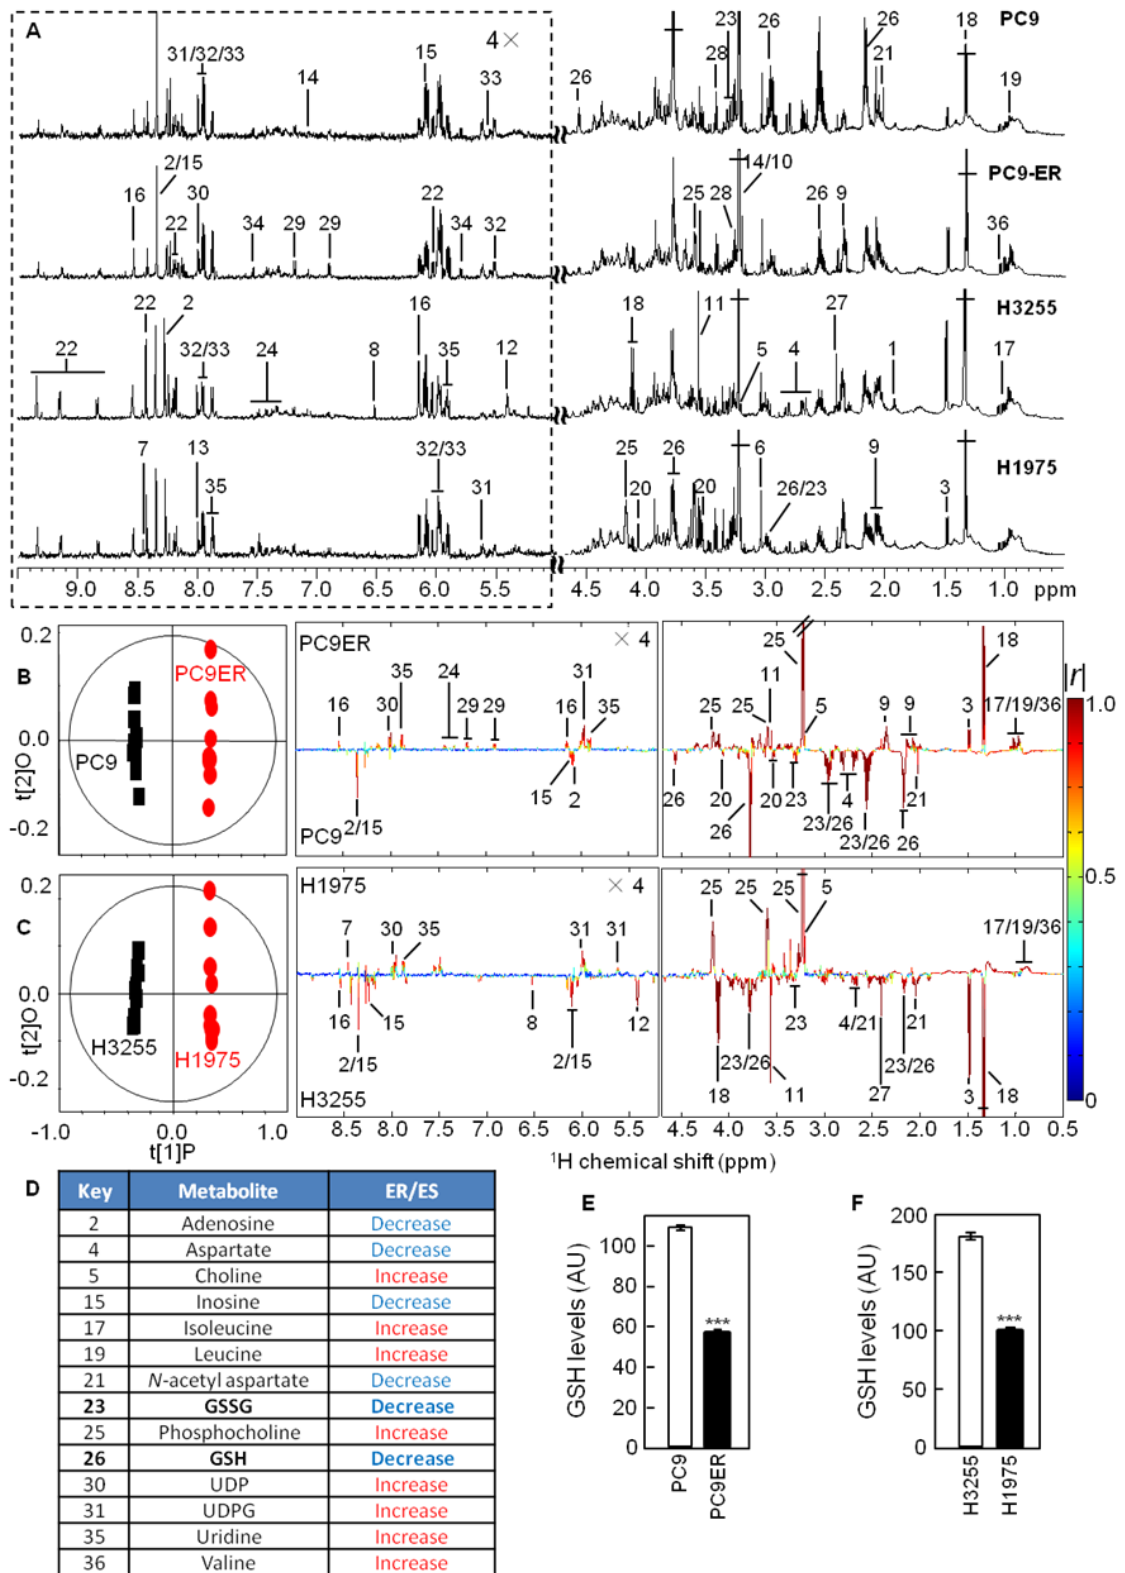 A
4 ×
PC9
31/32/33
14
15
33
26
28
23
26
26
21
18
19
PC9-ER
16
2/15
30
22
34
29
29
22
34
32
25
28
14/10
26
9
36
H3255
22
22
2
32/33
24
8
16
35
12
18
11
5
4
27
1
17
H1975
7
13
35
32/33
31
25
20
26
20
6
26/23
9
3
9.0 8.5 8.0 7.5 7.0 6.5 6.0 5.5 4.5 4.0 3.5 3.0 2.5 2.0 1.5 1.0
ppm
B
0.2
0.0
-0.2
t[2]O
PC9ER
PC9
PC9ER
× 4
16
30
35
24
29
29
16
31
35
2/15
15
2
PC9
25
25
11
25
5
9
9
3
18
17/19/36
26
20
26
20
23
23/26
4
23/26
26
21
|r|
1.0
0.5
0
C
0.2
0.0
-0.2
t[2]O
H3255
H1975
-1.0 0.0 1.0
t[1]P
H1975
× 4
7
30
35
31
31
16
15
2/15
8
2/15
12
H3255
25
25
25
5
17/19/36
18
23/26
11
23
4/21
27
23/26
21
3
18
8.5 8.0 7.5 7.0 6.5 6.0 5.5 4.5 4.0 3.5 3.0 2.5 2.0 1.5 1.0 0.5
¹H chemical shift (ppm)
D
Key Metabolite ER/ES
2 Adenosine Decrease
4 Aspartate Decrease
5 Choline Increase
15 Inosine Decrease
17 Isoleucine Increase
19 Leucine Increase
21 N-acetyl aspartate Decrease
23 GSSG Decrease
25 Phosphocholine Increase
26 GSH Decrease
30 UDP Increase
31 UDPG Increase
35 Uridine Increase
36 Valine Increase
E
GSH levels (AU)
100
80
60
40
20
0
***
PC9
PC9ER
F
GSH levels (AU)
200
150
100
50
0
***
H3255
H1975